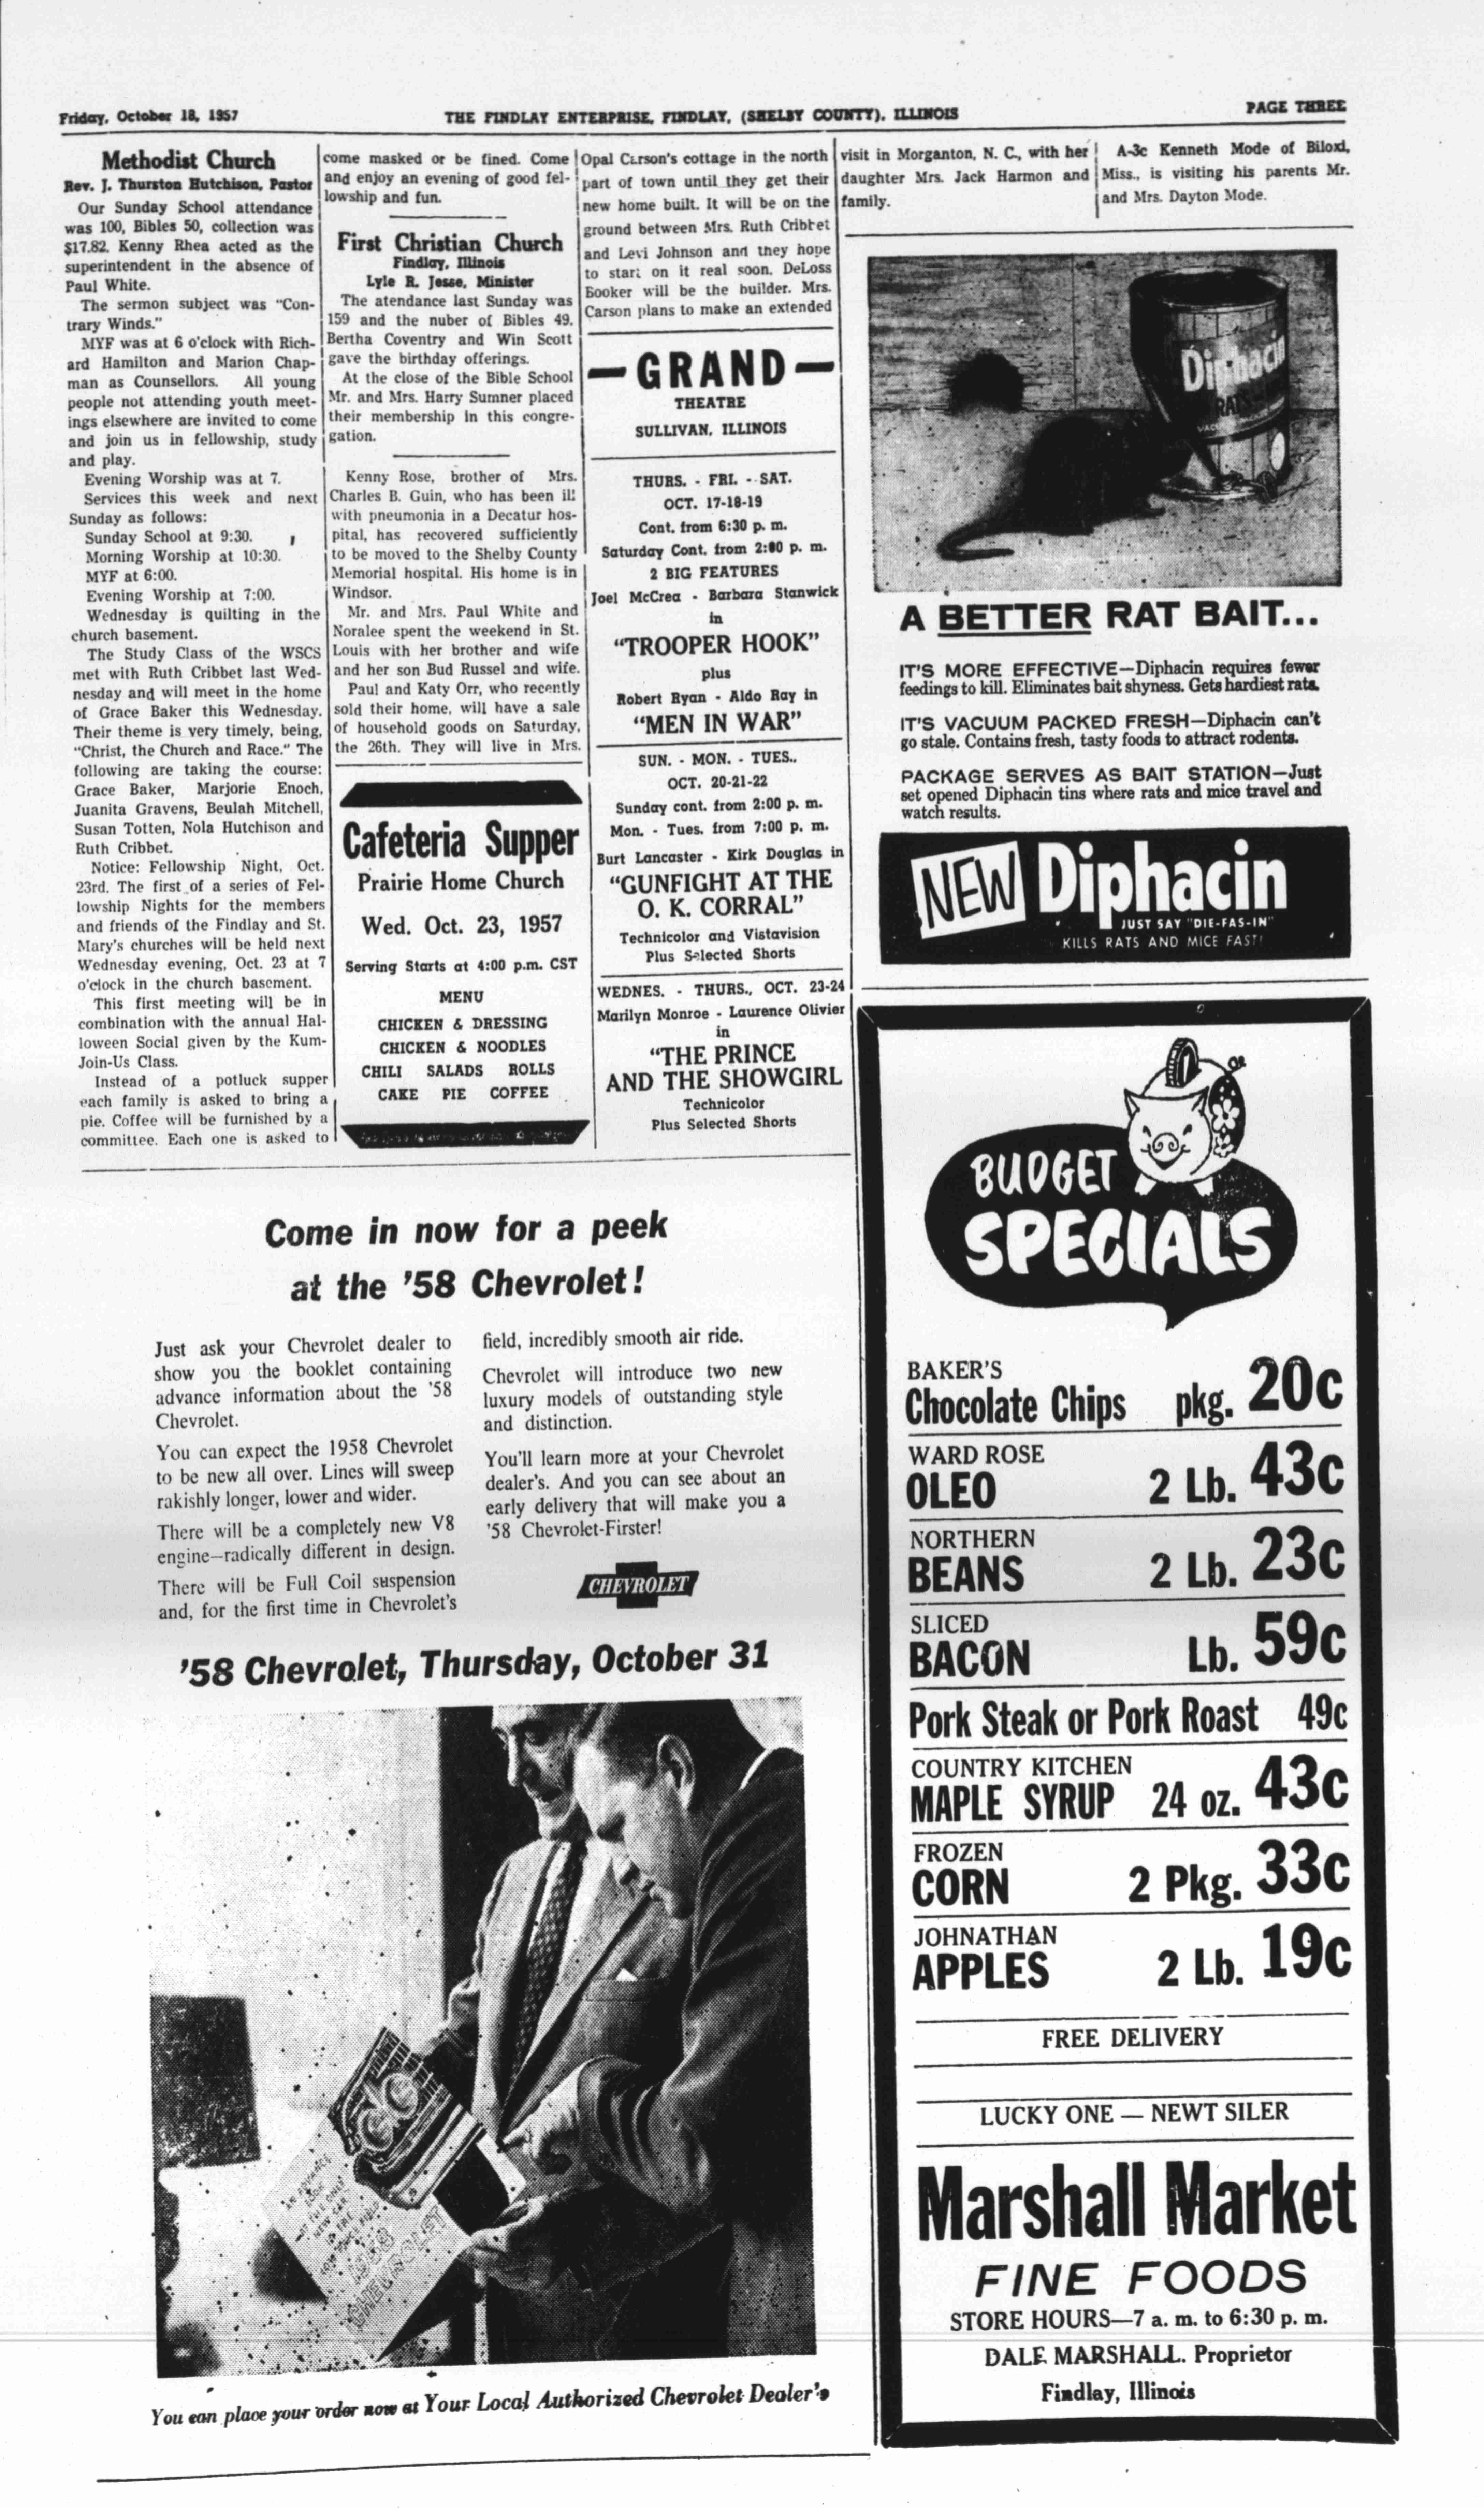 Friday, October 18, 1957
THE FINDLAY ENTERPRISE, FINDLAY, (SHELBY COUNTY), ILLINOIS
PAGE THREE
Methodist Church
Rev. J. Thurston Hutchison, Pastor
Our Sunday School attendance
was 100, Bibles 50, collection was
$17.82. Kenny Rhea acted as the
superintendent in the absence of
Paul White.
The sermon subject was "Con-
trary Winds."
MYF was at 6 o'clock with Rich-
ard Hamilton and Marion Chap-
man as Counsellors. All young
people not attending youth meet-
ings elsewhere are invited to come
and join us in fellowship, study
and play.
Evening Worship was at 7.
Services this week and next
Sunday as follows:
Sunday School at 9:30.
Morning Worship at 10:30.
MYF at 6:00.
Evening Worship at 7:00.
Wednesday is quilting in the
church basement.
The Study Class of the WSCS
met with Ruth Cribbet last Wed-
nesday and will meet in the home
of Grace Baker this Wednesday.
Their theme is very timely, being,
"Christ, the Church and Race." The
following are taking the course:
Grace Baker, Marjorie Enoch,
Juanita Gravens, Beulah Mitchell,
Susan Totten, Nola Hutchison and
Ruth Cribbet.
Notice: Fellowship Night, Oct.
23rd. The first of a series of Fel-
lowship Nights for the members
and friends of the Findlay and St.
Mary's churches will be held next
Wednesday evening, Oct. 23 at 7
o'clock in the church basement.
This first meeting will be in
combination with the annual Hal-
loween Social given by the Kum-
Join-Us Class.
Instead of a potluck supper
each family is asked to bring a
pie. Coffee will be furnished by a
committee. Each one is asked to
come masked or be fined. Come
and enjoy an evening of good fel-
lowship and fun.
First Christian Church
Findlay, Illinois
Lyle R. Jesse, Minister
The atendance last Sunday was
159 and the nuber of Bibles 49.
Bertha Coventry and Win Scott
gave the birthday offerings.
At the close of the Bible School
Mr. and Mrs. Harry Sumner placed
their membership in this congre-
gation.
Kenny Rose, brother of Mrs.
Charles B. Guin, who has been ill
with pneumonia in a Decatur hos-
pital, has recovered sufficiently
to be moved to the Shelby County
Memorial hospital. His home is in
Windsor.
Mr. and Mrs. Paul White and
Noralee spent the weekend in St.
Louis with her brother and wife
and her son Bud Russel and wife.
Paul and Katy Orr, who recently
sold their home, will have a sale
of household goods on Saturday,
the 26th. They will live in Mrs.
Cafeteria Supper
Prairie Home Church
Wed. Oct. 23, 1957
Serving Starts at 4:00 p.m. CST
MENU
CHICKEN & DRESSING
CHICKEN & NOODLES
CHILI SALADS ROLLS
CAKE PIE COFFEE
Opal Carson's cottage in the north
part of town until they get their
new home built. It will be on the
ground between Mrs. Ruth Cribbet
and Levi Johnson and they hope
to start on it real soon. DeLoss
Booker will be the builder. Mrs.
Carson plans to make an extended
—GRAND—
THEATRE
SULLIVAN, ILLINOIS
THURS. - FRI. - SAT.
OCT. 17-18-19
Cont. from 6:30 p. m.
Saturday Cont. from 2:00 p. m.
2 BIG FEATURES
Joel McCrea - Barbara Stanwick
in
"TROOPER HOOK"
plus
Robert Ryan - Aldo Ray in
"MEN IN WAR"
SUN. - MON. - TUES.,
OCT. 20-21-22
Sunday cont. from 2:00 p. m.
Mon. - Tues. from 7:00 p. m.
Burt Lancaster - Kirk Douglas in
"GUNFIGHT AT THE
O. K. CORRAL"
Technicolor and Vistavision
Plus Selected Shorts
WEDNES. - THURS., OCT. 23-24
Marilyn Monroe - Laurence Olivier
in
"THE PRINCE
AND THE SHOWGIRL
Technicolor
Plus Selected Shorts
visit in Morganton, N. C., with her
daughter Mrs. Jack Harmon and
family.
A-3c Kenneth Mode of Biloxi,
Miss., is visiting his parents Mr.
and Mrs. Dayton Mode.
Diphacin
RATS
A BETTER RAT BAIT...
IT'S MORE EFFECTIVE—Diphacin requires fewer
feedings to kill. Eliminates bait shyness. Gets hardiest rats.
IT'S VACUUM PACKED FRESH—Diphacin can't
go stale. Contains fresh, tasty foods to attract rodents.
PACKAGE SERVES AS BAIT STATION—Just
set opened Diphacin tins where rats and mice travel and
watch results.
NEW Diphacin
JUST SAY "DIE-FAS-IN"
KILLS RATS AND MICE FAST!
Come in now for a peek
at the '58 Chevrolet!
Just ask your Chevrolet dealer to
show you the booklet containing
advance information about the '58
Chevrolet.
You can expect the 1958 Chevrolet
to be new all over. Lines will sweep
rakishly longer, lower and wider.
There will be a completely new V8
engine—radically different in design.
There will be Full Coil suspension
and, for the first time in Chevrolet's
field, incredibly smooth air ride.
Chevrolet will introduce two new
luxury models of outstanding style
and distinction.
You'll learn more at your Chevrolet
dealer's. And you can see about an
early delivery that will make you a
'58 Chevrolet-Firster!
CHEVROLET
'58 Chevrolet, Thursday, October 31
AN ADVANCE
LOOK
AT THE ONLY
NEW CAR
IN THE
LOW PRICE FIELD
1958
CHEVROLET
You can place your order now at Your Local Authorized Chevrolet Dealer's
BUDGET
SPECIALS
BAKER'S
Chocolate Chips pkg. 20c
WARD ROSE
OLEO 2 Lb. 43c
NORTHERN
BEANS 2 Lb. 23c
SLICED
BACON Lb. 59c
Pork Steak or Pork Roast 49c
COUNTRY KITCHEN
MAPLE SYRUP 24 oz. 43c
FROZEN
CORN 2 Pkg. 33c
JOHNATHAN
APPLES 2 Lb. 19c
FREE DELIVERY
LUCKY ONE — NEWT SILER
Marshall Market
FINE FOODS
STORE HOURS—7 a. m. to 6:30 p. m.
DALE MARSHALL. Proprietor
Findlay, Illinois